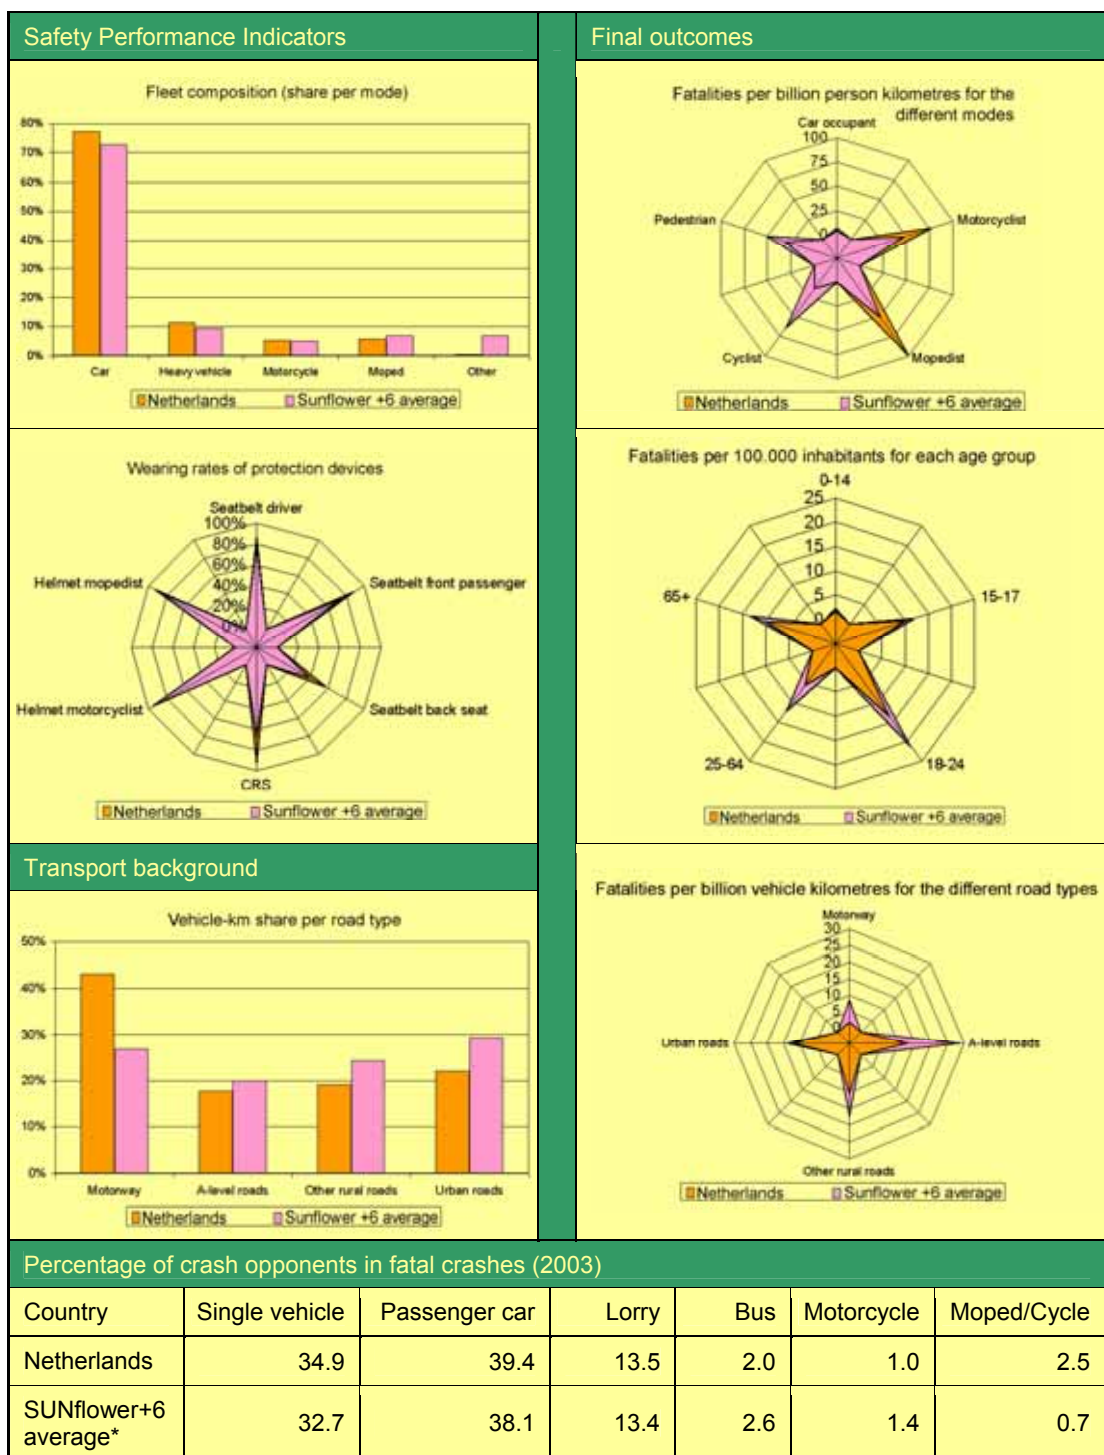 Safety Performance Indicators
Fleet composition (share per mode)
80%
70%
60%
50%
40%
30%
20%
10%
0%
Car Heavy vehicle Motorcycle Moped Other
Netherlands Sunflower +6 average
Wearing rates of protection devices
Seatbelt driver
100%
80%
60%
40%
20%
0%
Helmet mopedist
Seatbelt front passenger
Helmet motorcyclist
Seatbelt back seat
CRS
Netherlands Sunflower +6 average
Transport background
Vehicle-km share per road type
50%
40%
30%
20%
10%
0%
Motorway A-level roads Other rural roads Urban roads
Netherlands Sunflower +6 average
Final outcomes
Fatalities per billion person kilometres for the
different modes
Car occupant
100
75
50
25
0
Pedestrian
Motorcyclist
Cyclist
Mopedist
Netherlands Sunflower +6 average
Fatalities per 100.000 inhabitants for each age group
0-14
25
20
15
10
5
0
65+
15-17
25-64
18-24
Netherlands Sunflower +6 average
Fatalities per billion vehicle kilometres for the different road types
Motorway
30
25
20
15
10
5
0
Urban roads
A-level roads
Other rural roads
Netherlands Sunflower +6 average
Percentage of crash opponents in fatal crashes (2003)
Country Single vehicle Passenger car Lorry Bus Motorcycle Moped/Cycle
Netherlands 34.9 39.4 13.5 2.0 1.0 2.5
SUNflower+6
average* 32.7 38.1 13.4 2.6 1.4 0.7